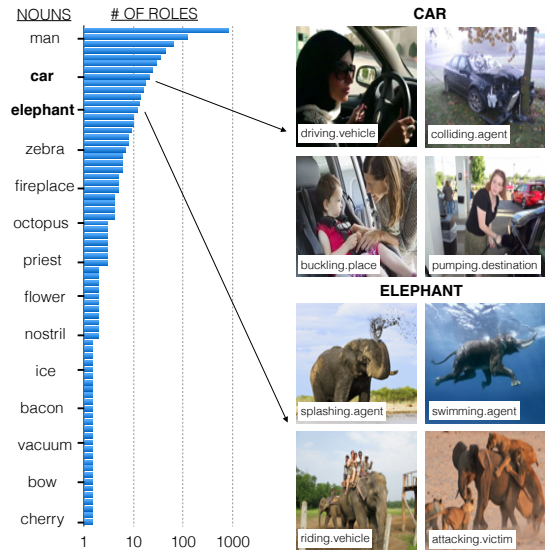 NOUNS
# OF ROLES
man
car
elephant
zebra
fireplace
octopus
priest
flower
nostril
ice
bacon
vacuum
bow
cherry
1
10
100
1000
CAR
driving.vehicle
colliding.agent
buckling.place
pumping.destination
ELEPHANT
splashing.agent
swimming.agent
riding.vehicle
attacking.victim